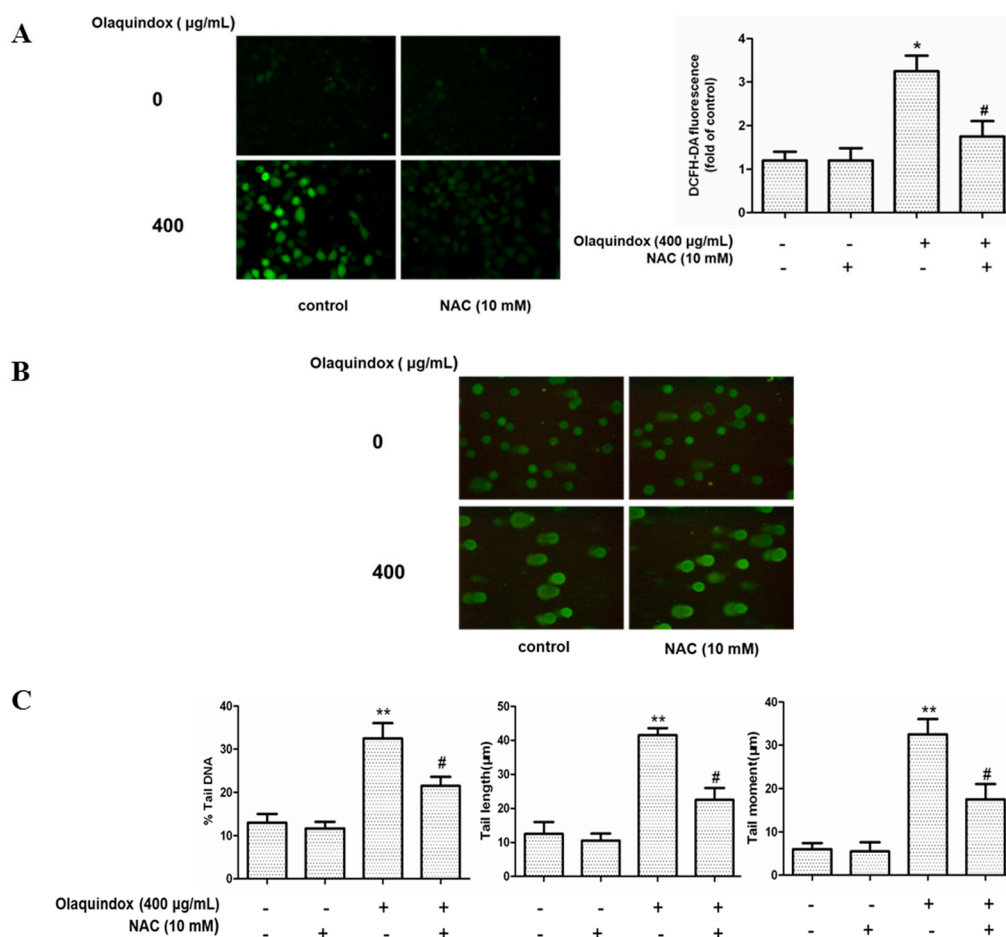 A
Olaquindox ( µg/mL)
0
400
control
NAC (10 mM)
DCFH-DA fluorescence
(fold of control)
4
3
2
1
0
*
#
Olaquindox (400 µg/mL)
- - + +
NAC (10 mM)
- + - +
B
Olaquindox ( µg/mL)
0
400
control
NAC (10 mM)
C
% Tail DNA
40
30
20
10
0
**
#
Tail length(µm)
50
40
30
20
10
0
**
#
Tail moment(µm)
40
30
20
10
0
**
#
Olaquindox (400 µg/mL)
- - + + - - + + - - + +
NAC (10 mM)
- + - + - + - + - + - +